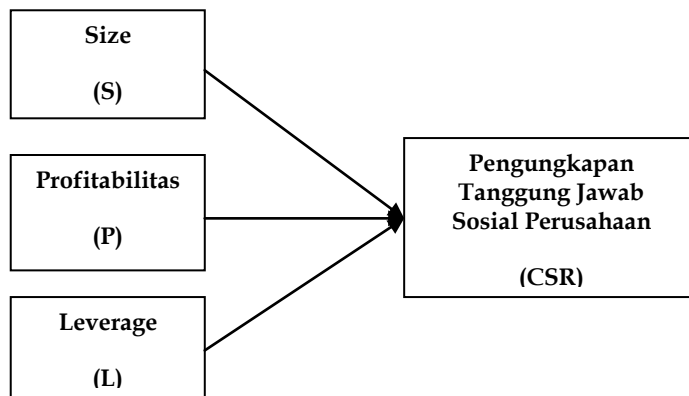 Size
(S)
Profitabilitas
(P)
Leverage
(L)
Pengungkapan
Tanggung Jawab
Sosial Perusahaan
(CSR)